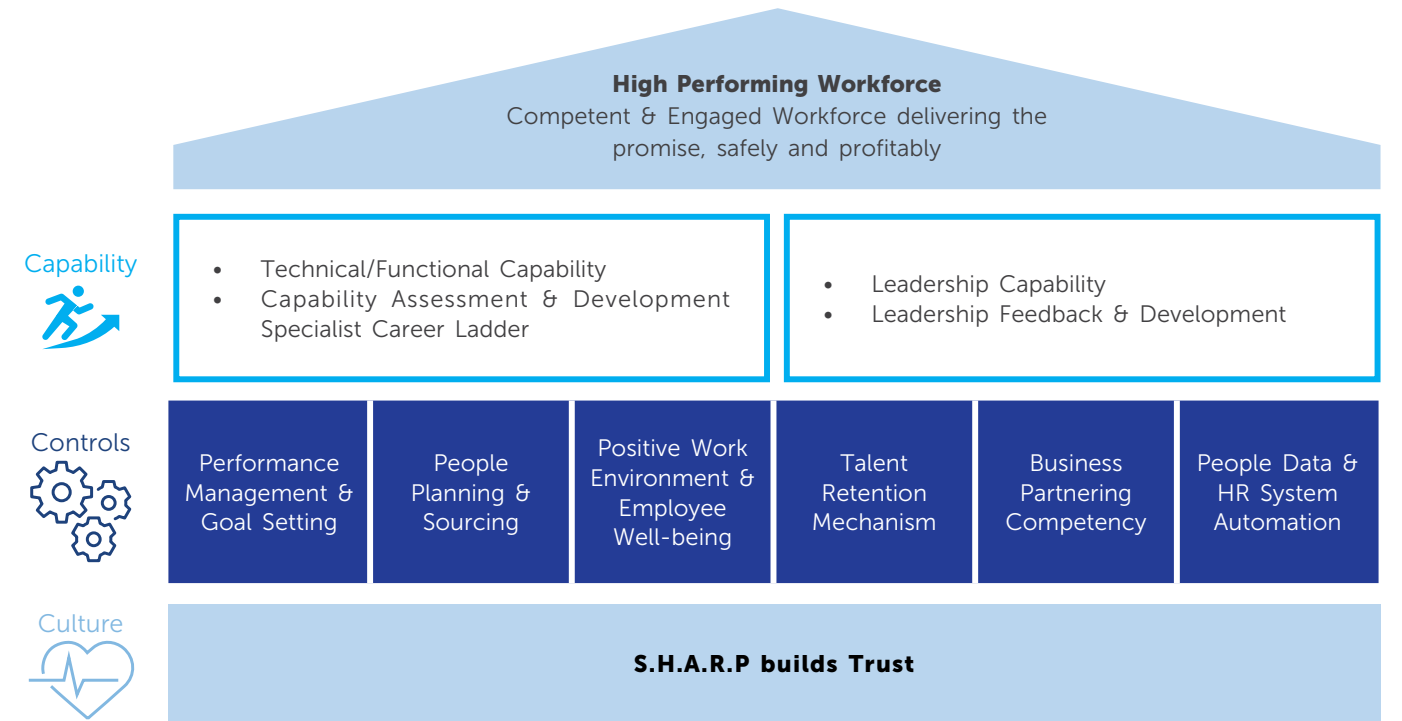 High Performing Workforce
Competent & Engaged Workforce delivering the
promise, safely and profitably
Capability
• Technical/Functional Capability
• Capability Assessment & Development
Specialist Career Ladder
• Leadership Capability
• Leadership Feedback & Development
Controls
Performance
Management &
Goal Setting
People
Planning &
Sourcing
Positive Work
Environment &
Employee
Well-being
Talent
Retention
Mechanism
Business
Partnering
Competency
People Data &
HR System
Automation
Culture
S.H.A.R.P builds Trust